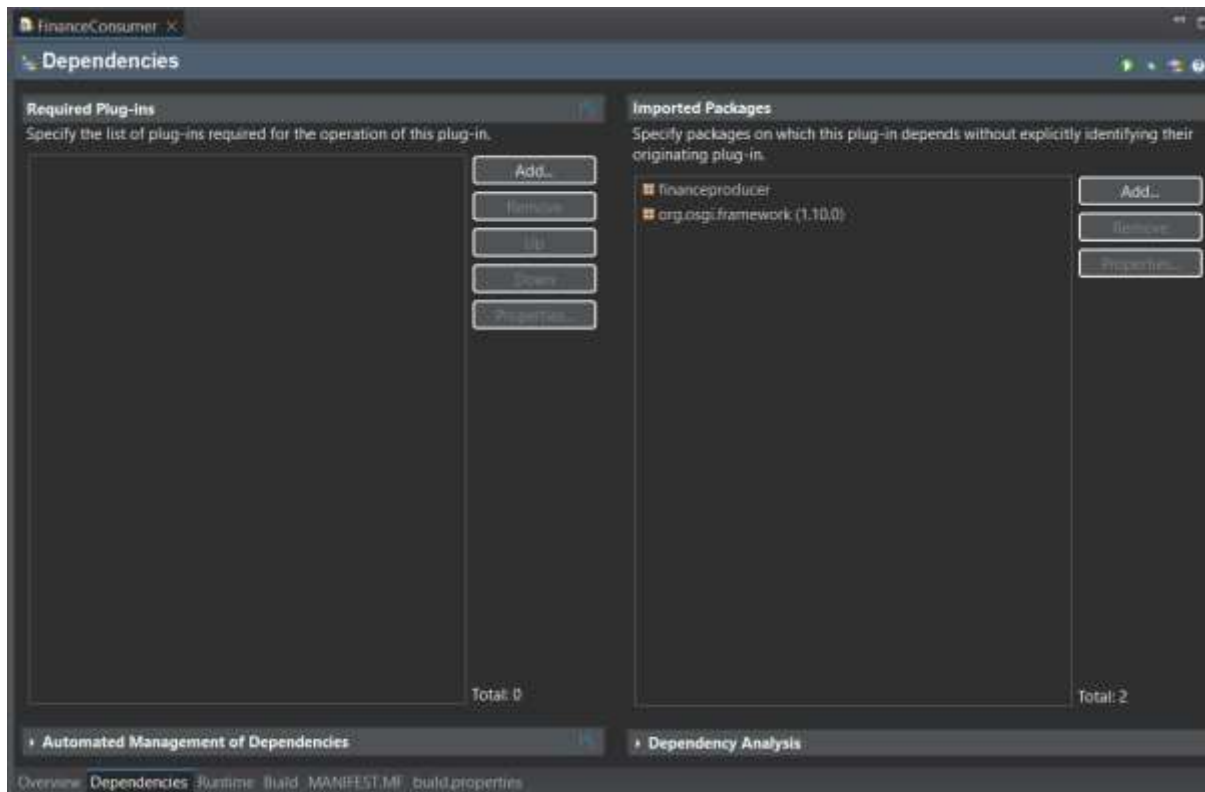 FinanceConsumer
Dependencies
Required Plug-ins
Specify the list of plug-ins required for the operation of this plug-in.
Add...
Remove
Up
Down
Properties...
Total: 0
Automated Management of Dependencies
Imported Packages
Specify packages on which this plug-in depends without explicitly identifying their
originating plug-in.
financeproducer
org.osgi.framework (1.10.0)
Add...
Remove
Properties...
Total: 2
Dependency Analysis
Overview Dependencies Runtime Build MANIFEST.MF build.properties